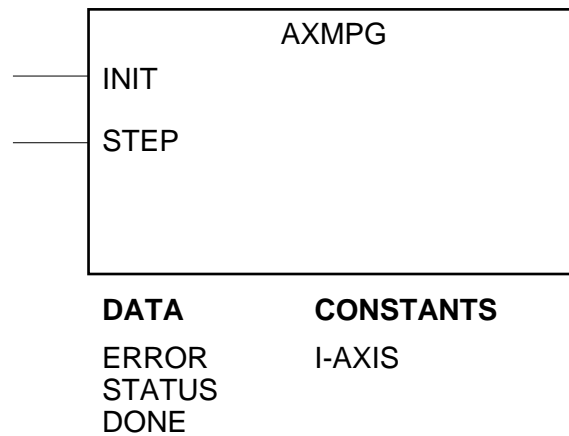 AXMPG
INIT
STEP
DATA CONSTANTS
ERROR I-AXIS
STATUS
DONE